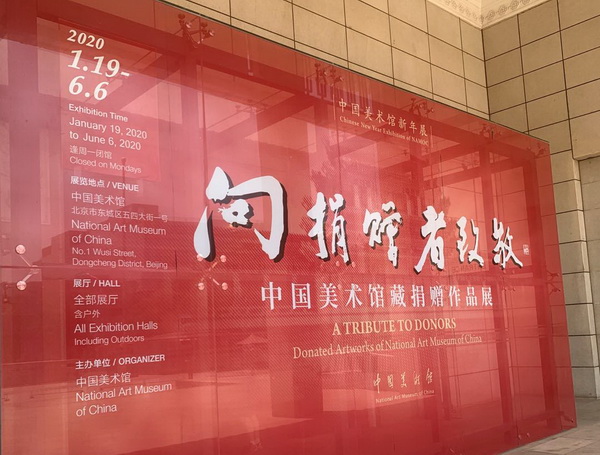 2020
1.19-
6.6
Exhibition Time
January 19, 2020
to June 6, 2020
逢周一闭馆
Closed on Mondays
展览地点 / VENUE
中国美术馆
北京市东城区五四大街一号
National Art Museum
of China
No.1 Wusi Street,
Dongcheng District, Beijing
展厅 / HALL
全部展厅
含户外
All Exhibition Halls
Including Outdoors
主办单位 / ORGANIZER
中国美术馆
National Art Museum
of China
中国美术馆新年展
Chinese New Year Exhibition of NAMOC
向捐赠者致敬
中国美术馆藏捐赠作品展
A TRIBUTE TO DONORS
Donated Artworks of National Art Museum of China
中国美术馆
National Art Museum of China